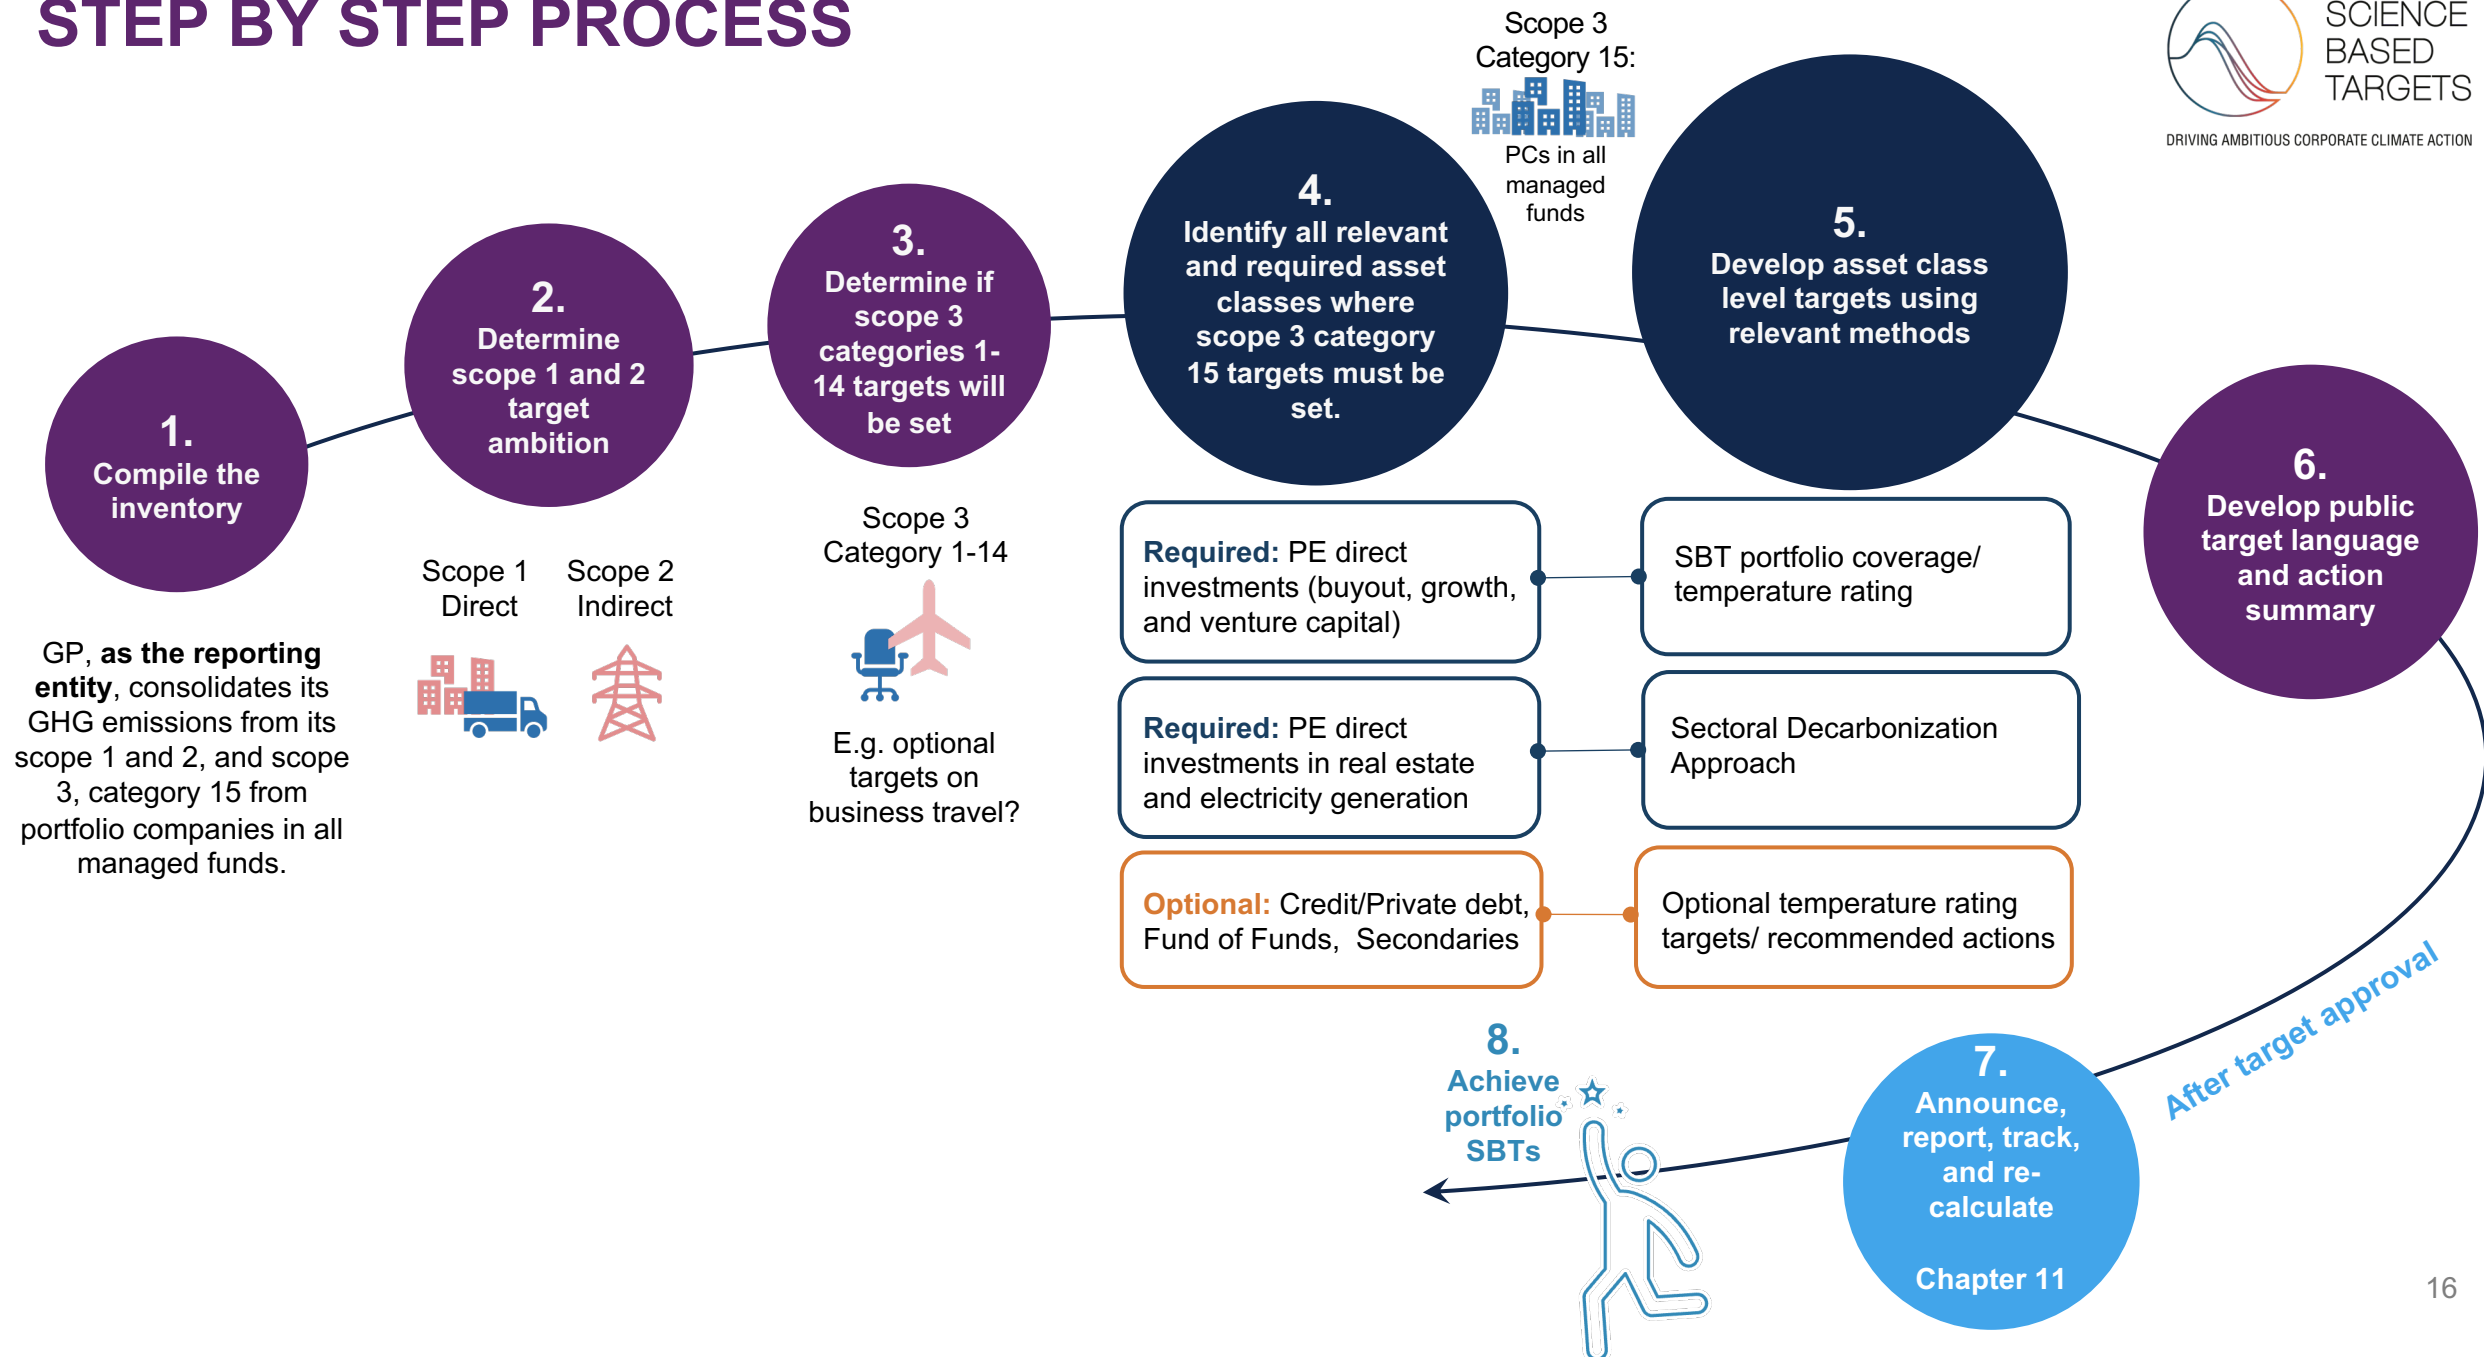 STEP BY STEP PROCESS
SCIENCE
BASED
TARGETS
DRIVING AMBITIOUS CORPORATE CLIMATE ACTION
1.
Compile the
inventory
GP, as the reporting
entity, consolidates its
GHG emissions from its
scope 1 and 2, and scope
3, category 15 from
portfolio companies in all
managed funds.
2.
Determine
scope 1 and 2
target
ambition
Scope 1
Direct
Scope 2
Indirect
3.
Determine if
scope 3
categories 1-
14 targets will
be set
Scope 3
Category 1-14
E.g. optional
targets on
business travel?
4.
Identify all relevant
and required asset
classes where
scope 3 category
15 targets must be
set.
Scope 3
Category 15:
PCs in all
managed
funds
5.
Develop asset class
level targets using
relevant methods
Required: PE direct
investments (buyout, growth,
and venture capital)
SBT portfolio coverage/
temperature rating
Required: PE direct
investments in real estate
and electricity generation
Sectoral Decarbonization
Approach
Optional: Credit/Private debt,
Fund of Funds,  Secondaries
Optional temperature rating
targets/ recommended actions
6.
Develop public
target language
and action
summary
After target approval
7.
Announce,
report, track,
and re-
calculate
Chapter 11
8.
Achieve
portfolio
SBTs
16